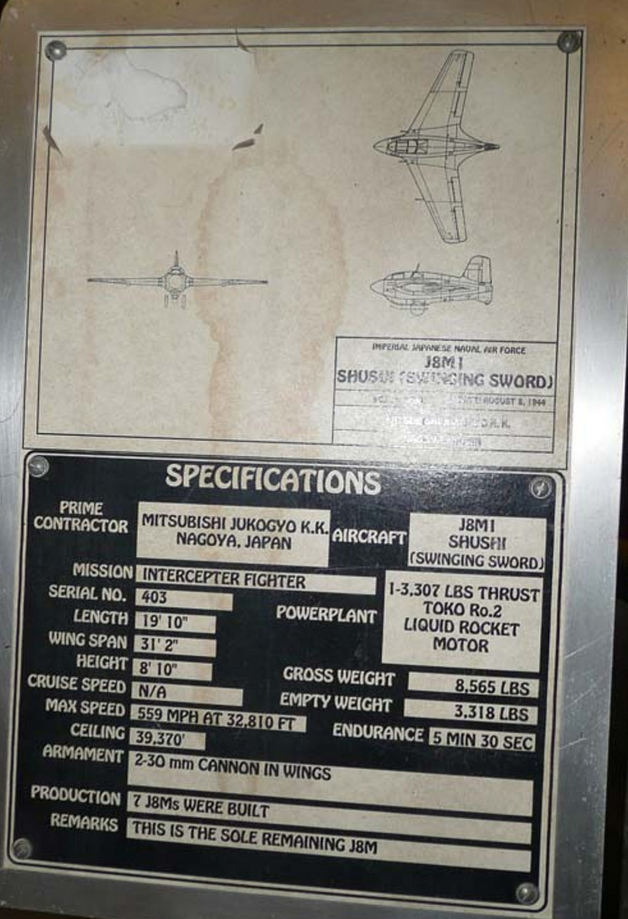 IMPERIAL JAPANESE NAVAL AIR FORCE
J8M1
SHUSUI (SWINGING SWORD)
AUGUST 8, 1944
K.K.
SPECIFICATIONS
PRIME CONTRACTOR
MITSUBISHI JUKOGYO K.K.
NAGOYA, JAPAN
AIRCRAFT
J8M1
SHUSHI
(SWINGING SWORD)
MISSION INTERCEPTER FIGHTER
SERIAL NO. 403
LENGTH 19' 10"
WING SPAN 31' 2"
HEIGHT 8' 10"
CRUISE SPEED N/A
MAX SPEED 559 MPH AT 32,810 FT
CEILING 39,370'
POWERPLANT
1-3,307 LBS THRUST
TOKO Ro.2
LIQUID ROCKET
MOTOR
GROSS WEIGHT 8,565 LBS
EMPTY WEIGHT 3,318 LBS
ENDURANCE 5 MIN 30 SEC
ARMAMENT 2-30 mm CANNON IN WINGS
PRODUCTION 7 J8Ms WERE BUILT
REMARKS THIS IS THE SOLE REMAINING J8M